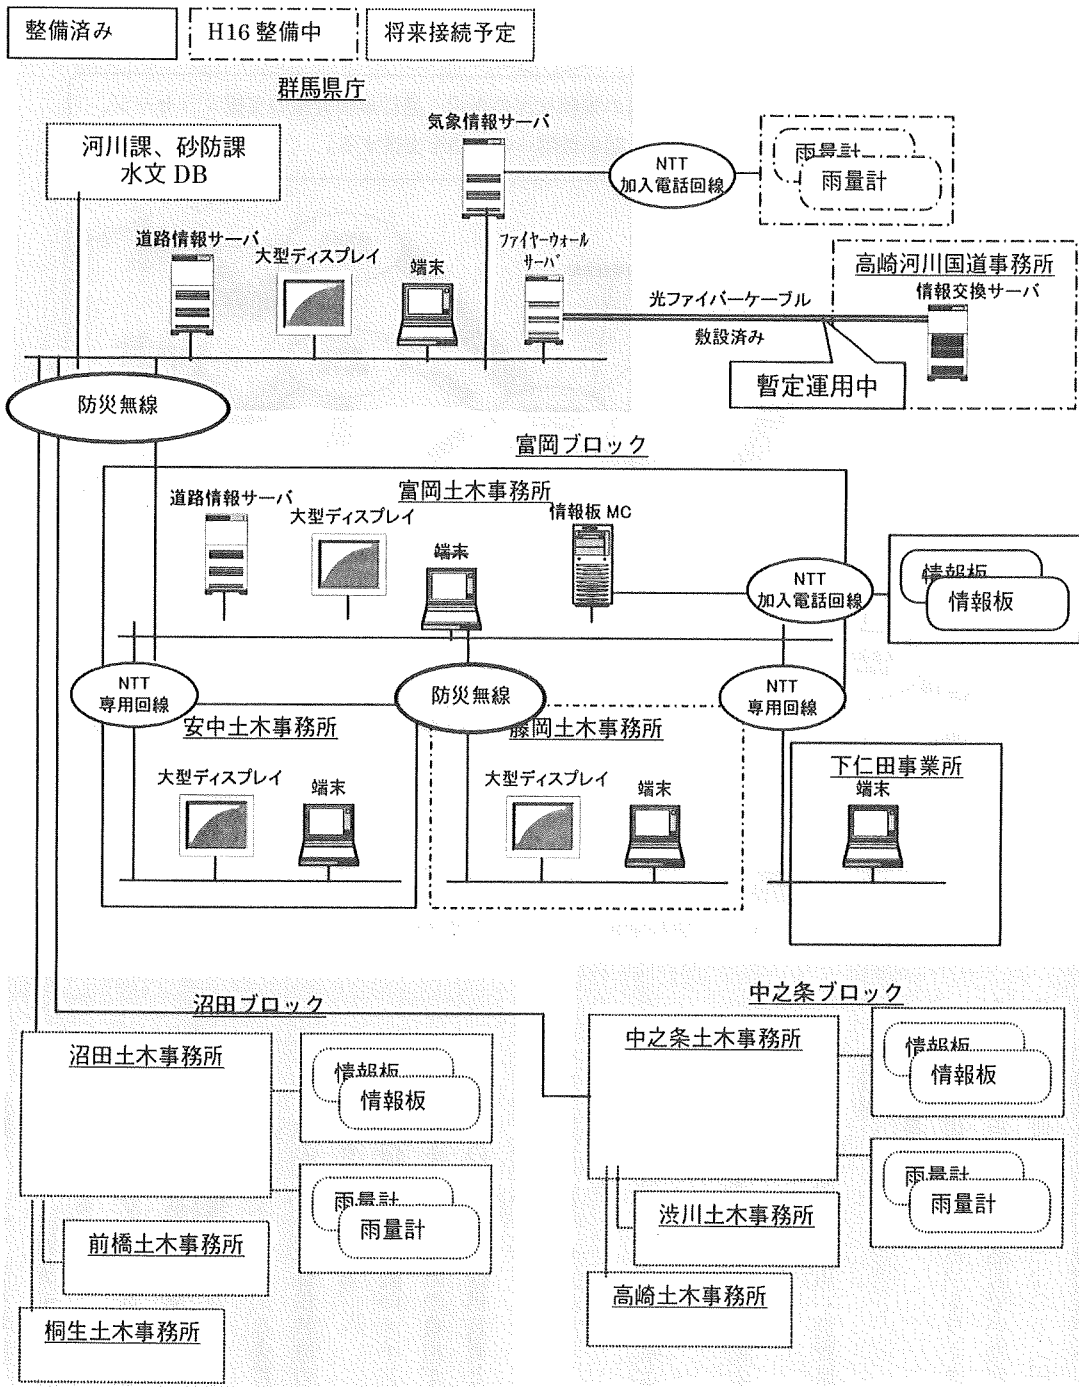 整備済み
H16 整備中
将来接続予定
群馬県庁
河川課、砂防課
水文 DB
気象情報サーバ
NTT
加入電話回線
雨量計
雨量計
道路情報サーバ
大型ディスプレイ
端末
ファイヤーウォール
サーバ
光ファイバーケーブル
敷設済み
高崎河川国道事務所
情報交換サーバ
暫定運用中
防災無線
富岡ブロック
富岡土木事務所
道路情報サーバ
大型ディスプレイ
端末
情報板 MC
NTT
加入電話回線
情報板
情報板
NTT
専用回線
防災無線
NTT
専用回線
安中土木事務所
大型ディスプレイ
端末
藤岡土木事務所
大型ディスプレイ
端末
下仁田事業所
端末
沼田ブロック
沼田土木事務所
情報板
情報板
雨量計
雨量計
前橋土木事務所
桐生土木事務所
中之条ブロック
中之条土木事務所
情報板
情報板
雨量計
雨量計
渋川土木事務所
高崎土木事務所